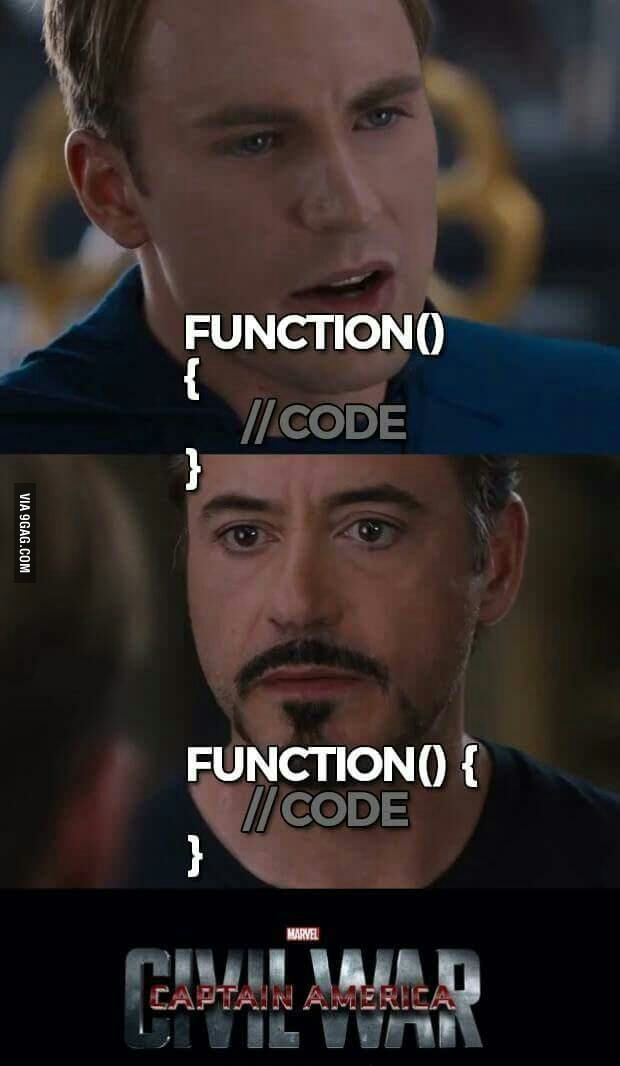 FUNCTION()
{
//CODE
}
VIA 9GAG.COM
FUNCTION() {
//CODE
}
MARVEL
CIVIL WAR
CAPTAIN AMERICA